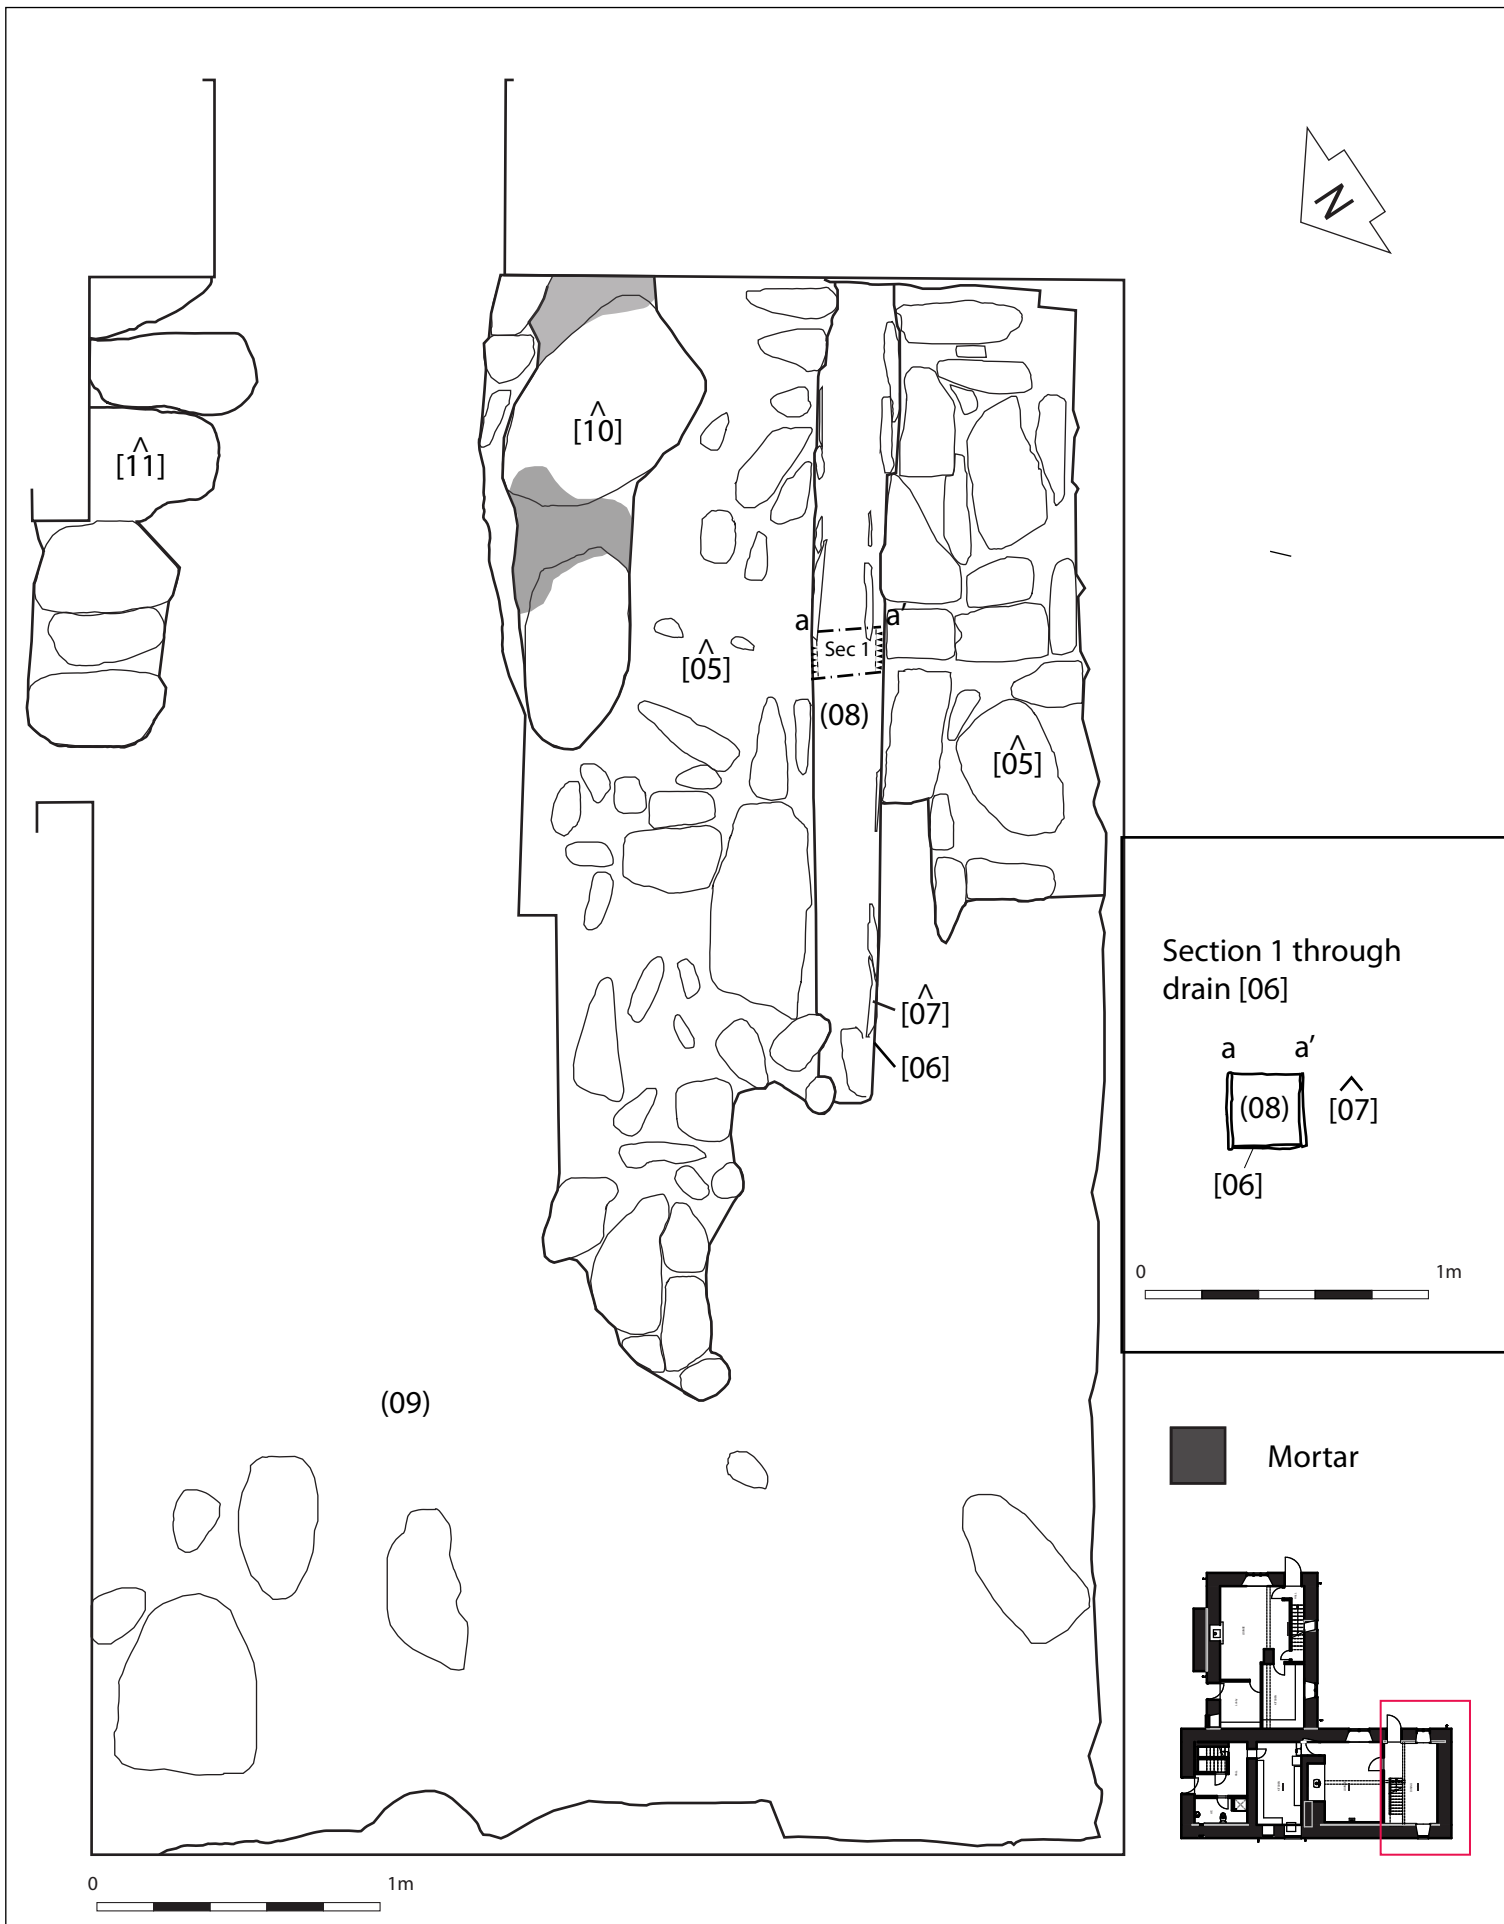 N
^
[10]
^
[11]
a a'
Sec 1
^
[05]
(08)
^
[05]
Section 1 through
drain [06]
^
[07]
[06]
a a'
(08)
^
[07]
[06]
0 1m
(09)
Mortar
0 1m